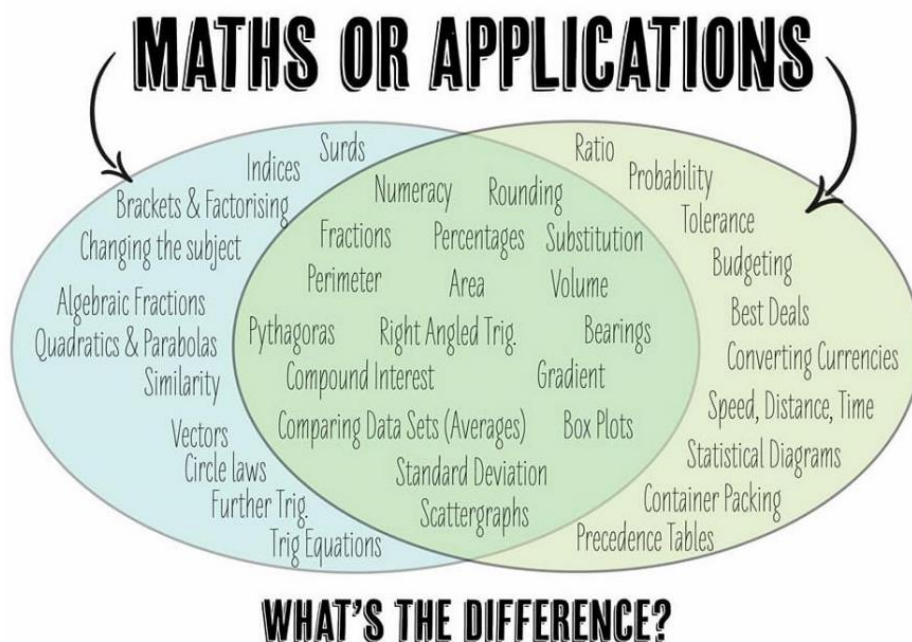 MATHS OR APPLICATIONS
Surds
Indices
Brackets & Factorising
Changing the subject
Algebraic Fractions
Quadratics & Parabolas
Similarity
Vectors
Circle laws
Further Trig.
Trig Equations
Numeracy
Rounding
Fractions
Percentages
Substitution
Perimeter
Area
Volume
Pythagoras
Right Angled Trig.
Bearings
Compound Interest
Gradient
Comparing Data Sets (Averages)
Box Plots
Standard Deviation
Scattergraphs
Ratio
Probability
Tolerance
Budgeting
Best Deals
Converting Currencies
Speed, Distance, Time
Statistical Diagrams
Container Packing
Precedence Tables
WHAT'S THE DIFFERENCE?